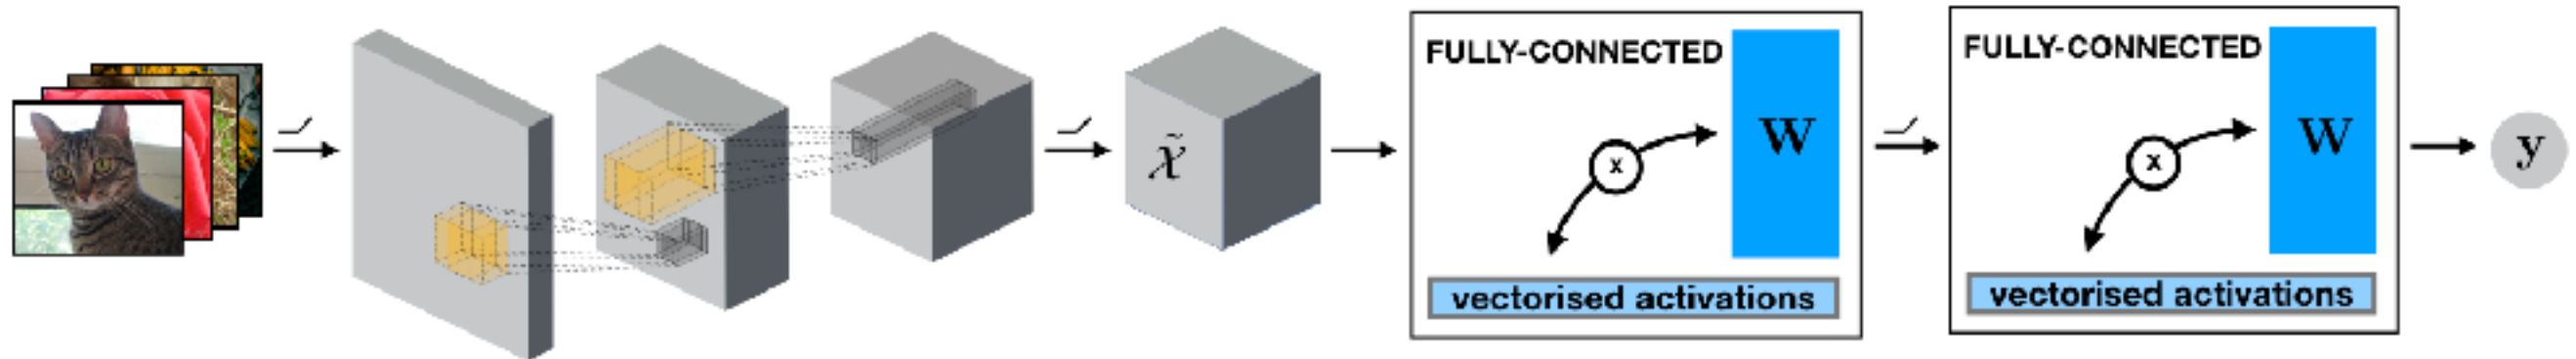 𝒳̃
FULLY-CONNECTED
W
x
vectorised activations
FULLY-CONNECTED
W
x
vectorised activations
y